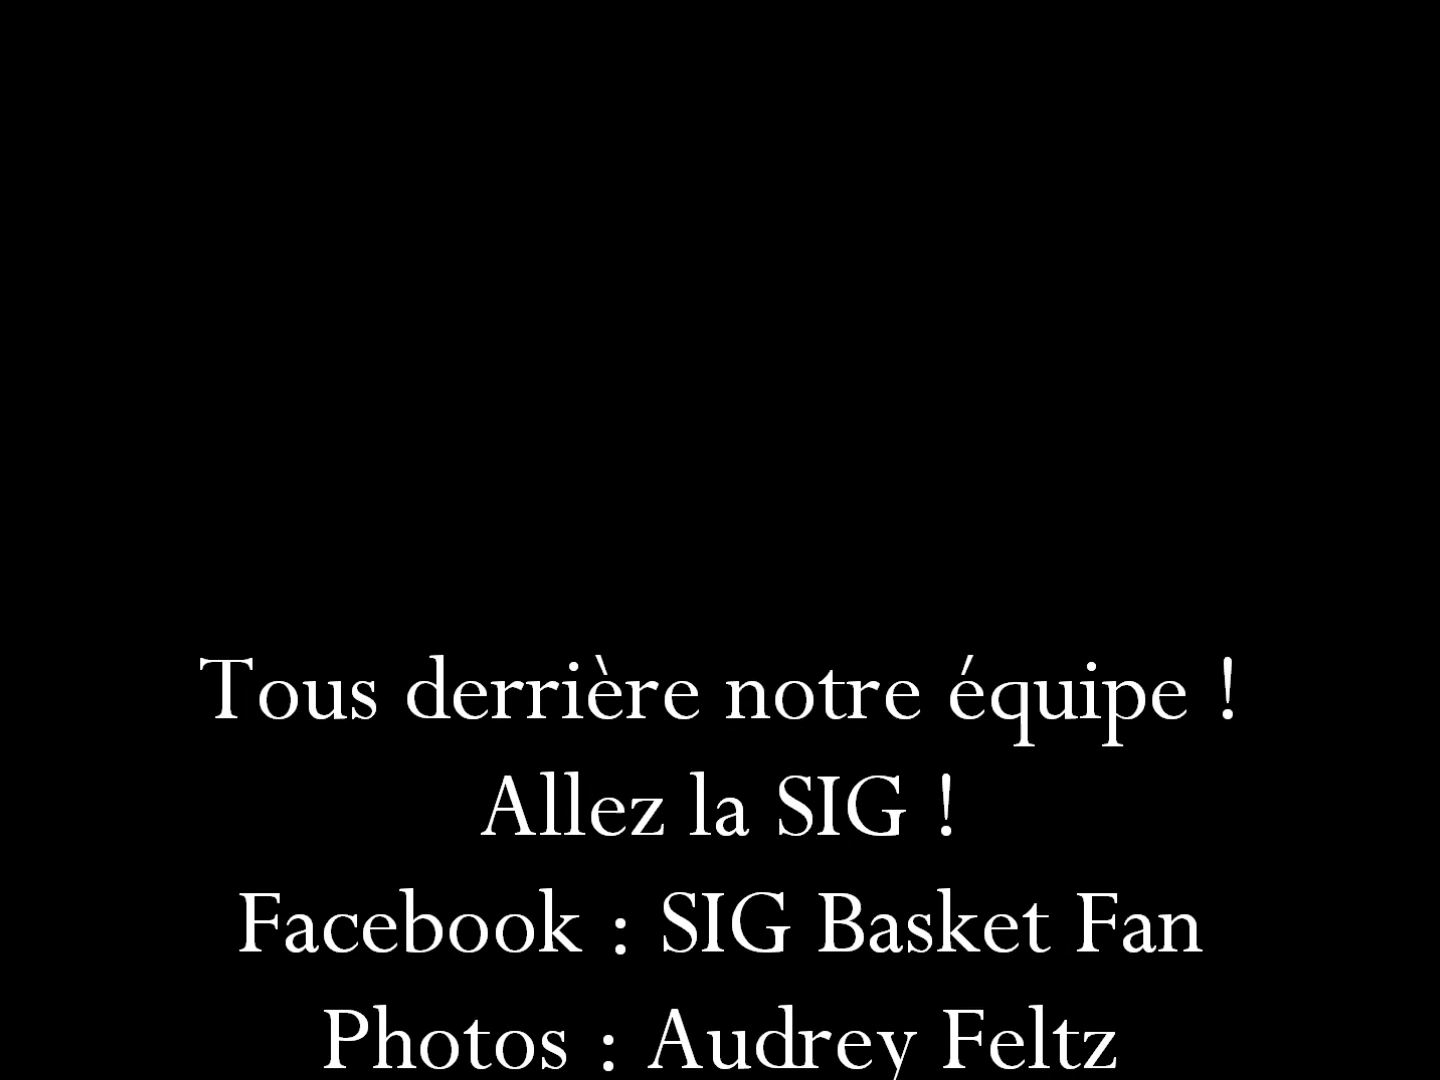 Tous derrière notre équipe !
Allez la SIG !
Facebook : SIG Basket Fan
Photos : Audrey Feltz